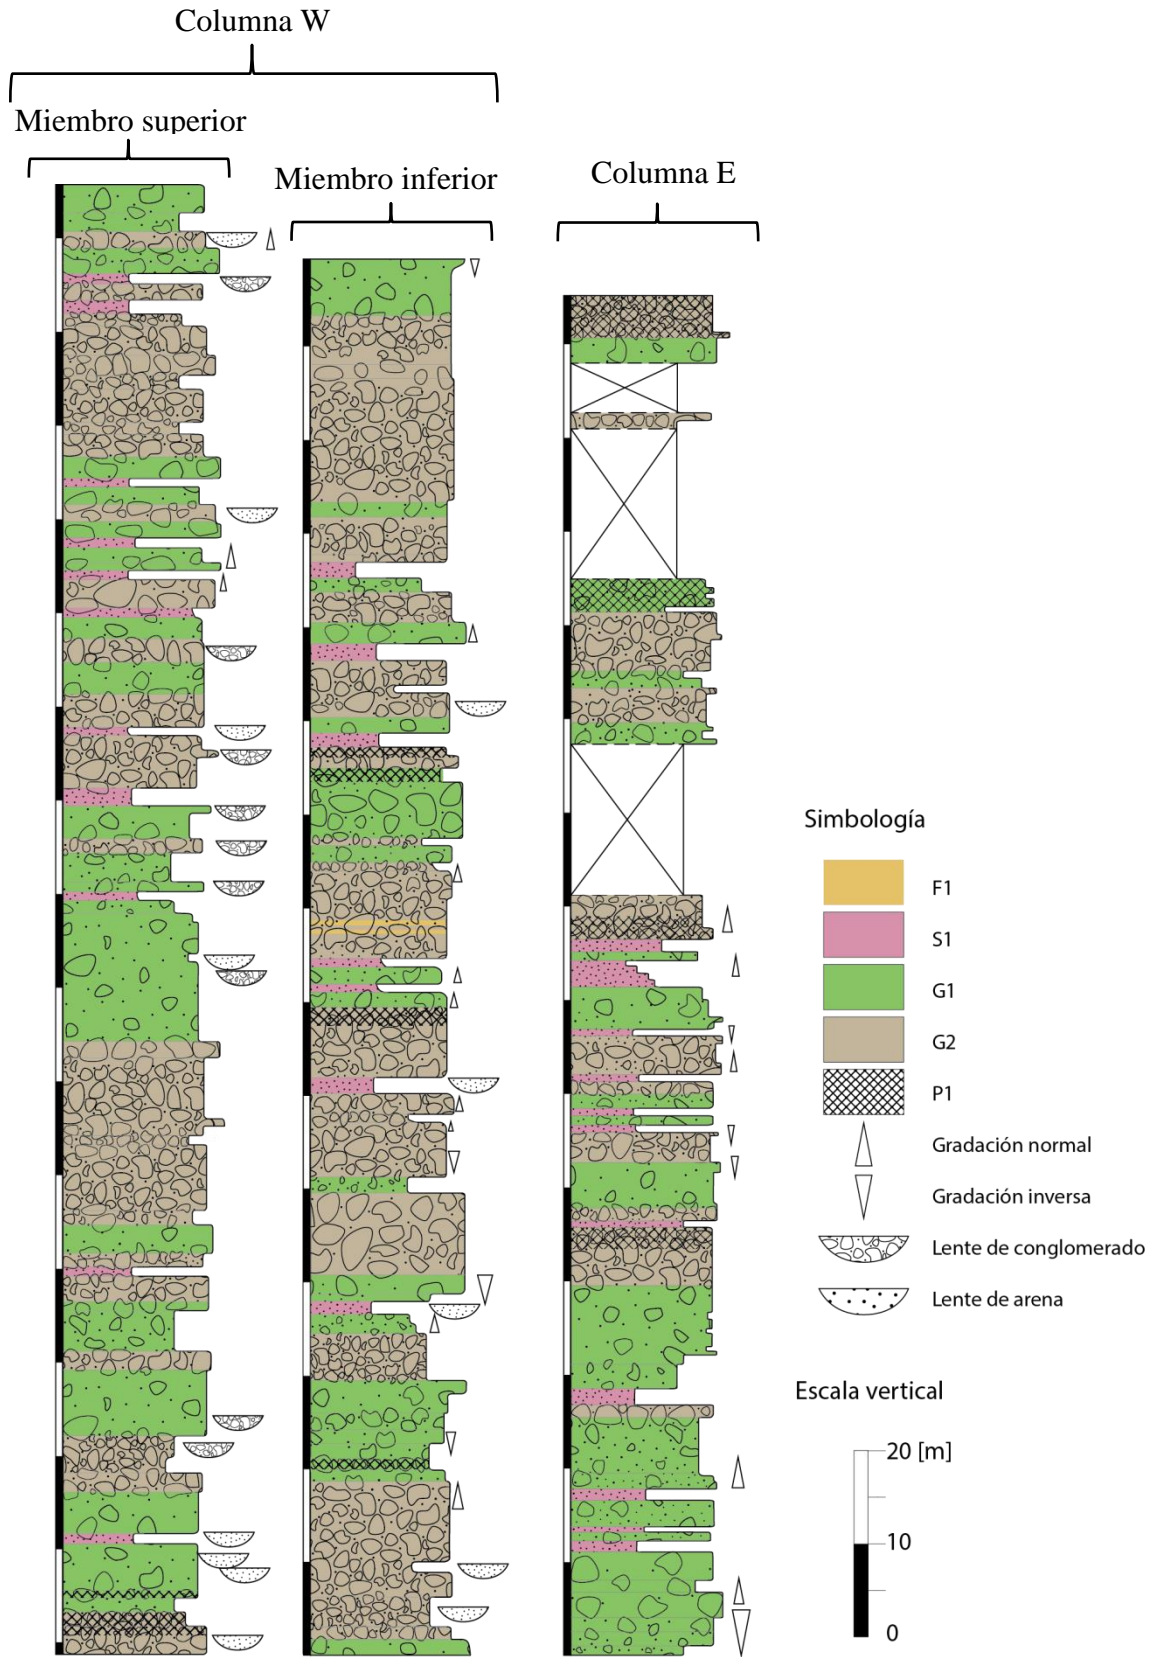 Columna W
Miembro superior
Miembro inferior
Columna E
Simbología
F1
S1
G1
G2
P1
Gradación normal
Gradación inversa
Lente de conglomerado
Lente de arena
Escala vertical
20 [m]
10
0